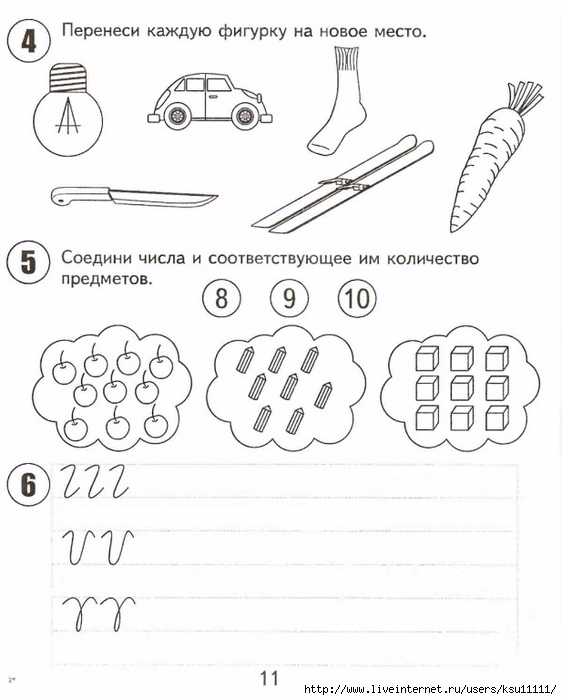 4 Перенеси каждую фигурку на новое место.
5 Соедини числа и соответствующее им количество
предметов.
8 9 10
6
2*
11
http://www.liveinternet.ru/users/ksu11111/